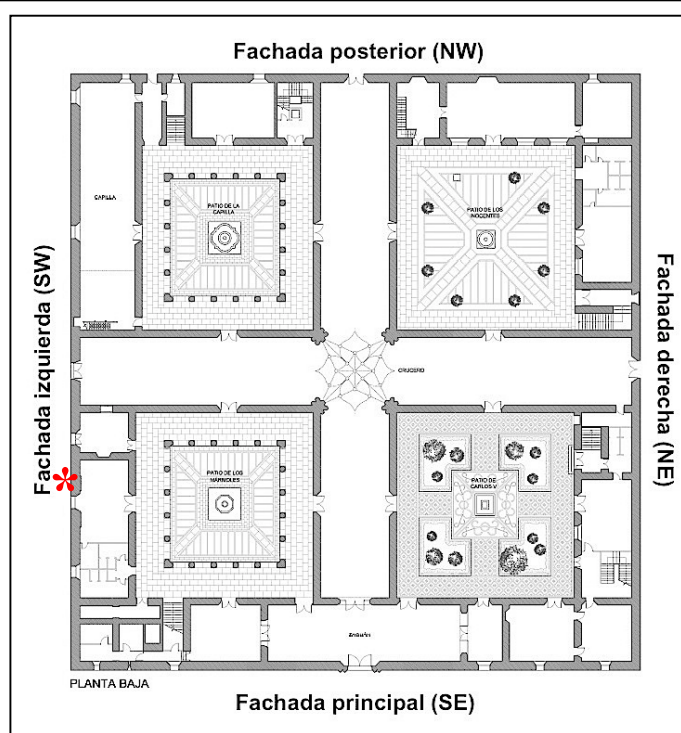 Fachada posterior (NW)
CAPILLA
PATIO DE LA
CAPILLA
PATIO DE LOS
INOCENTES
Fachada izquierda (SW)
Fachada derecha (NE)
CRUCERO
PATIO DE LOS
MÁRMOLES
PATIO DE
CARLOS V
ZAGUÁN
PLANTA BAJA
Fachada principal (SE)